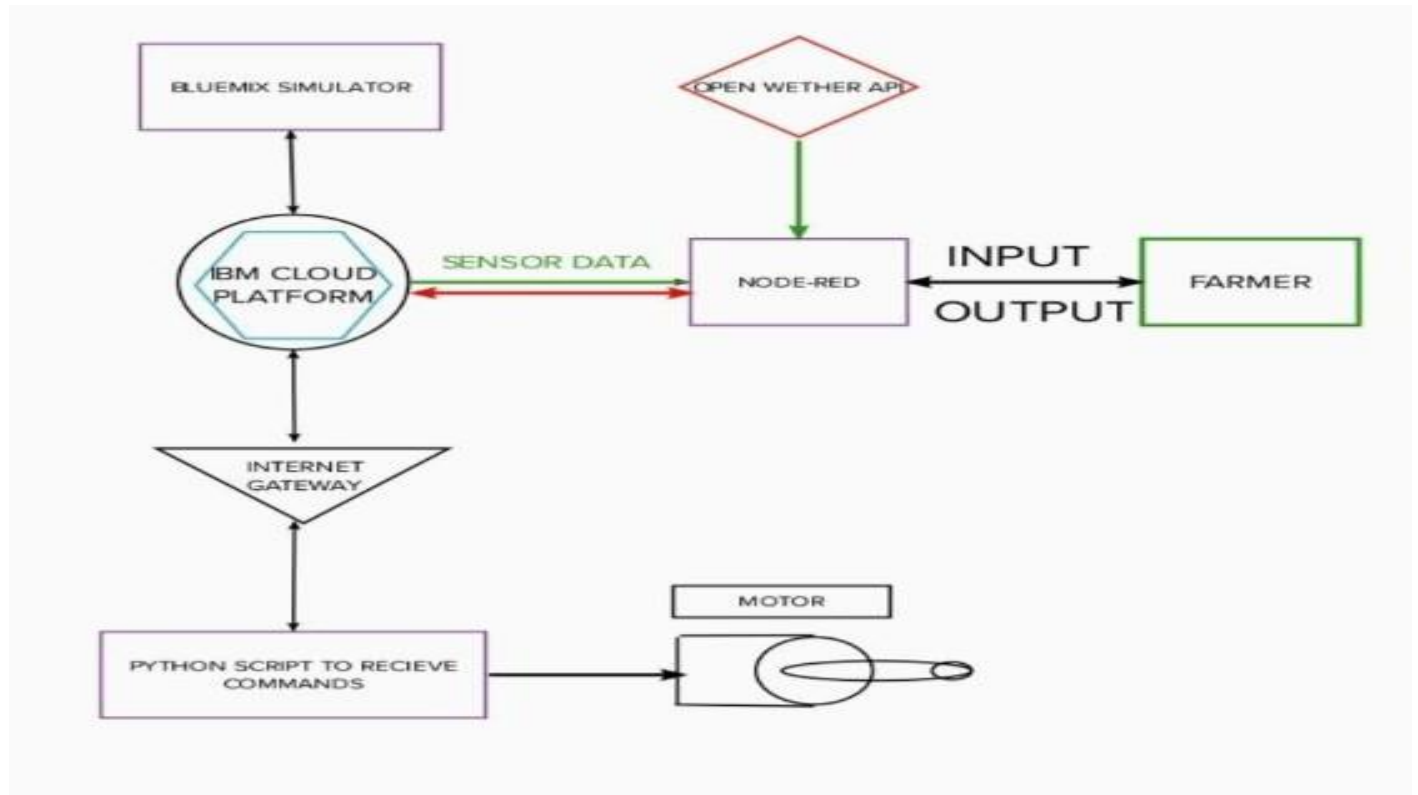 BLUEMIX SIMULATOR
OPEN WETHER API
IBM CLOUD
PLATFORM
SENSOR DATA
NODE-RED
INPUT
OUTPUT
FARMER
INTERNET
GATEWAY
MOTOR
PYTHON SCRIPT TO RECIEVE
COMMANDS